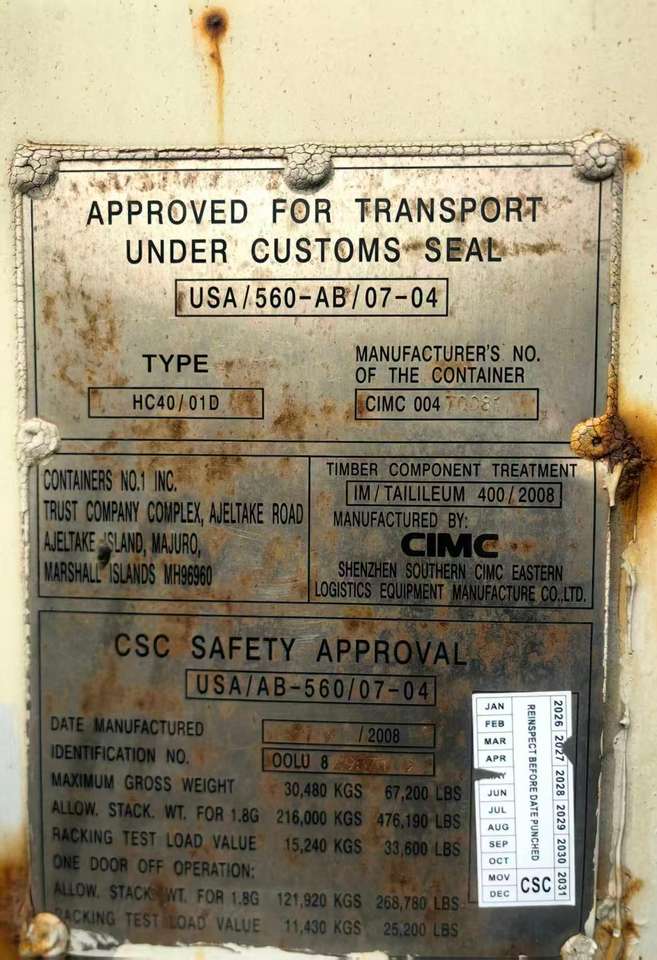 APPROVED FOR TRANSPORT
UNDER CUSTOMS SEAL
USA/560-AB/07-04
TYPE
HC40/01D
MANUFACTURER'S NO.
OF THE CONTAINER
CIMC 004
CONTAINERS NO.1 INC.
TRUST COMPANY COMPLEX, AJELTAKE ROAD
AJELTAKE ISLAND, MAJURO,
MARSHALL ISLANDS MH96960
TIMBER COMPONENT TREATMENT
IM/TAILILEUM 400/2008
MANUFACTURED BY:
CIMC
SHENZHEN SOUTHERN CIMC EASTERN
LOGISTICS EQUIPMENT MANUFACTURE CO.,LTD.
CSC SAFETY APPROVAL
USA/AB-560/07-04
DATE MANUFACTURED /2008
IDENTIFICATION NO. OOLU 8
MAXIMUM GROSS WEIGHT 30,480 KGS 67,200 LBS
ALLOW. STACK. WT. FOR 1.8G 216,000 KGS 476,190 LBS
RACKING TEST LOAD VALUE 15,240 KGS 33,600 LBS
ONE DOOR OFF OPERATION:
ALLOW. STACK. WT. FOR 1.8G 121,920 KGS 268,780 LBS
RACKING TEST LOAD VALUE 11,430 KGS 25,200 LBS
JAN
FEB
MAR
APR
JUN
JUL
AUG
SEP
OCT
NOV
DEC
REINSPECT BEFORE DATE PUNCHED
CSC
2026 2027 2028 2029 2030 2031